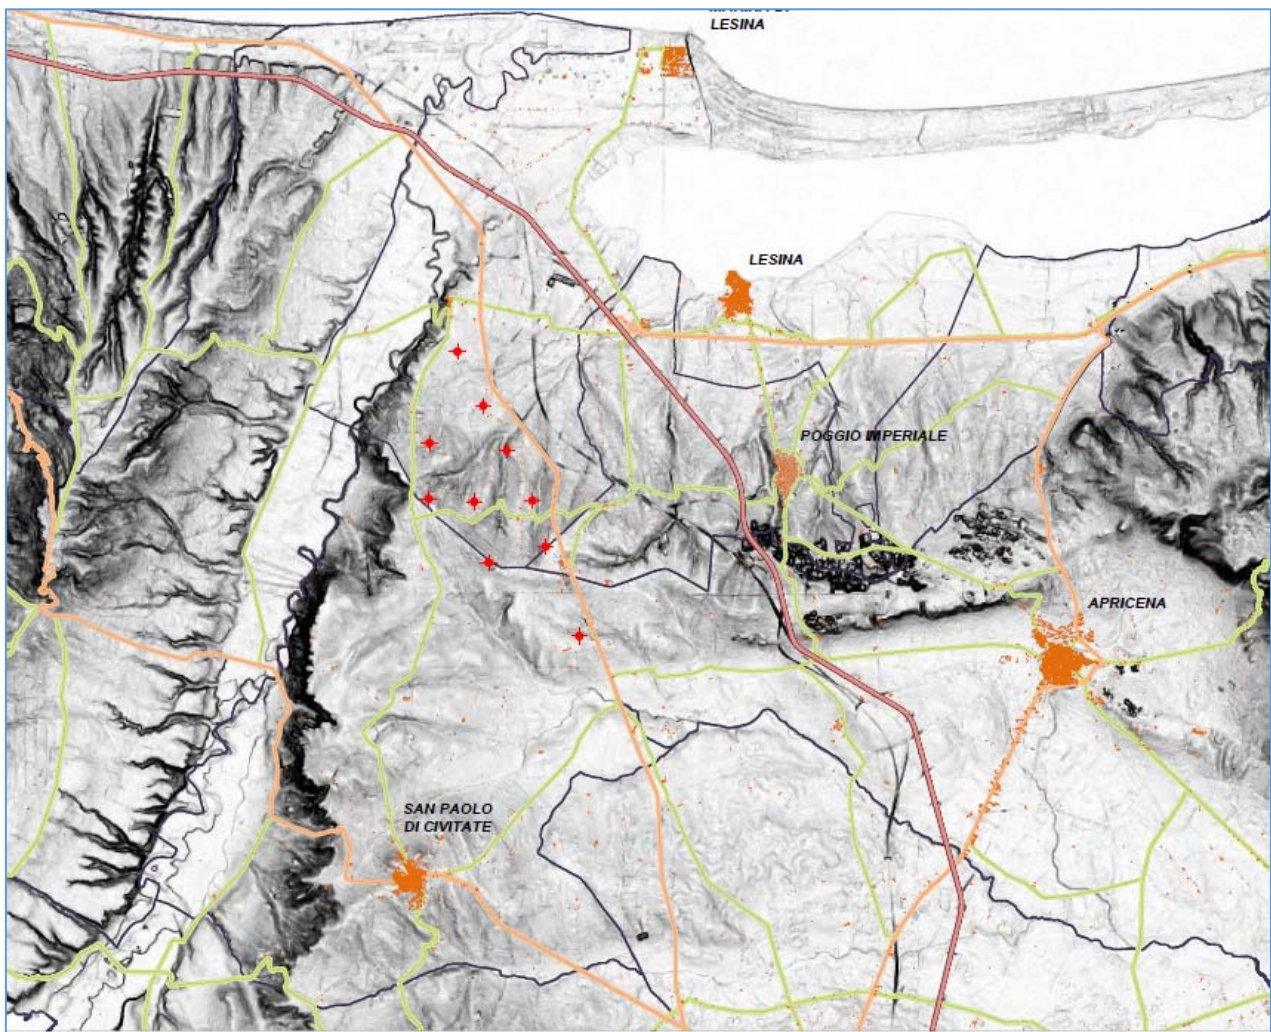 LESINA
LESINA
POGGIO IMPERIALE
APRICENA
SAN PAOLO
DI CIVITATE